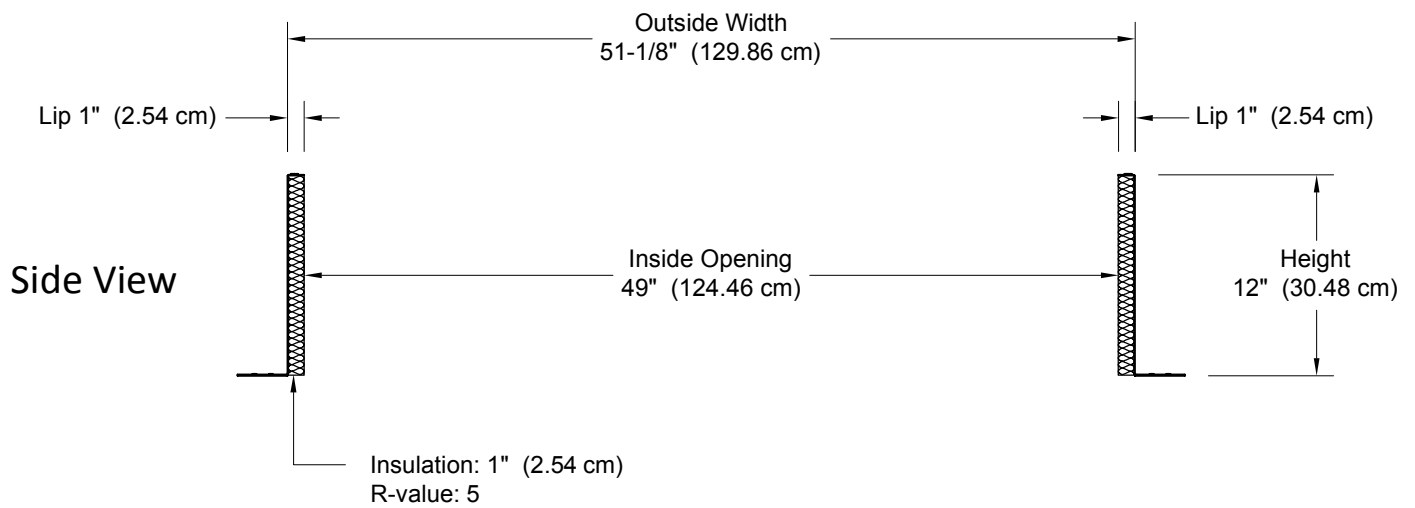 Outside Width
51-1/8" (129.86 cm)
Lip 1" (2.54 cm)
Lip 1" (2.54 cm)
Side View
Inside Opening
49" (124.46 cm)
Height
12" (30.48 cm)
Insulation: 1" (2.54 cm)
R-value: 5